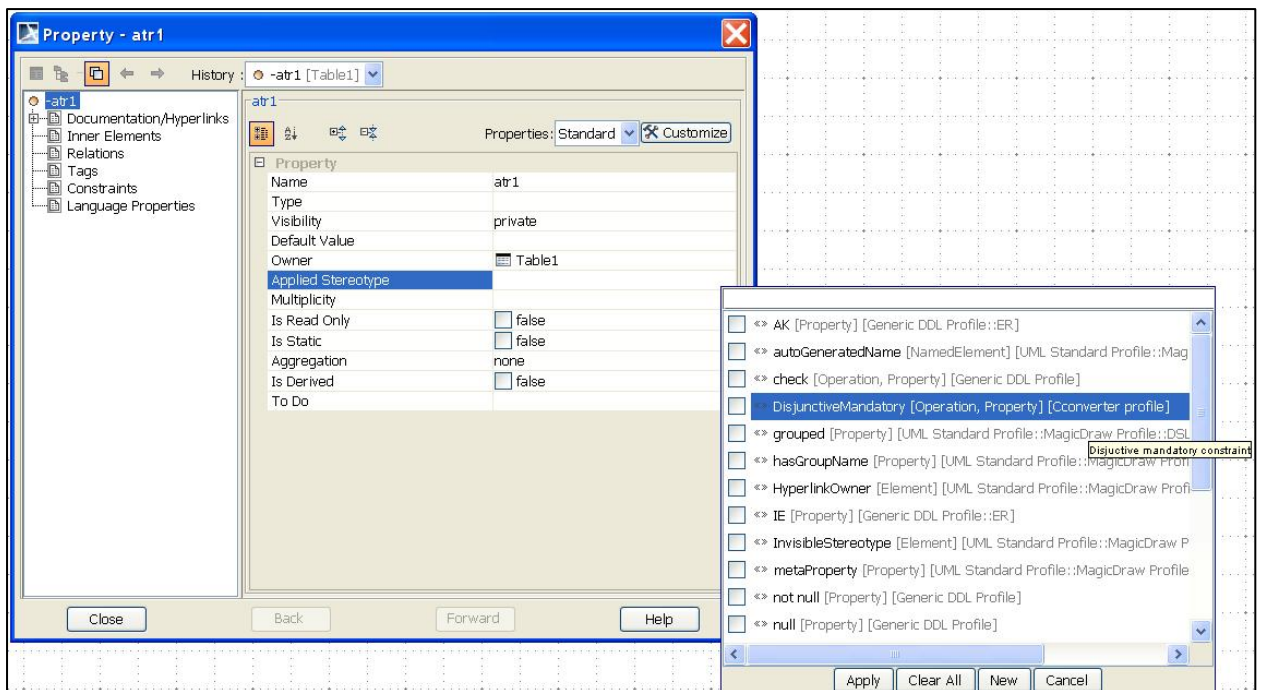 Property - atr1
History : -atr1 [Table1]
-atr1
Documentation/Hyperlinks
Inner Elements
Relations
Tags
Constraints
Language Properties
-atr1
Properties: Standard Customize
Property
Name atr1
Type
Visibility private
Default Value
Owner Table1
Applied Stereotype
Multiplicity
Is Read Only false
Is Static false
Aggregation none
Is Derived false
To Do
Close Back Forward Help
«» AK [Property] [Generic DDL Profile::ER]
«» autoGeneratedName [NamedElement] [UML Standard Profile::Mag
«» check [Operation, Property] [Generic DDL Profile]
«» DisjunctiveMandatory [Operation, Property] [Cconverter profile]
«» grouped [Property] [UML Standard Profile::MagicDraw Profile::DSL
Disjuctive mandatory constraint
«» hasGroupName [Property] [UML Standard Profile::MagicDraw Profi
«» HyperlinkOwner [Element] [UML Standard Profile::MagicDraw Profi
«» IE [Property] [Generic DDL Profile::ER]
«» InvisibleStereotype [Element] [UML Standard Profile::MagicDraw P
«» metaProperty [Property] [UML Standard Profile::MagicDraw Profile
«» not null [Property] [Generic DDL Profile]
«» null [Property] [Generic DDL Profile]
Apply Clear All New Cancel